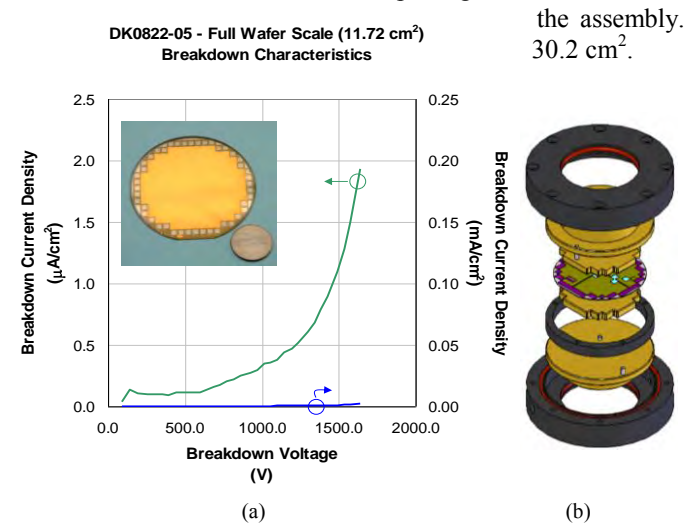 the assembly.
30.2 cm².
DK0822-05 - Full Wafer Scale (11.72 cm²)
Breakdown Characteristics
2.5
2.0
1.5
1.0
0.5
0.0
Breakdown Current Density
(μA/cm²)
0.25
0.20
0.15
0.10
0.05
0.00
Breakdown Current Density
(mA/cm²)
0.0 500.0 1000.0 1500.0 2000.0
Breakdown Voltage
(V)
(a) (b)